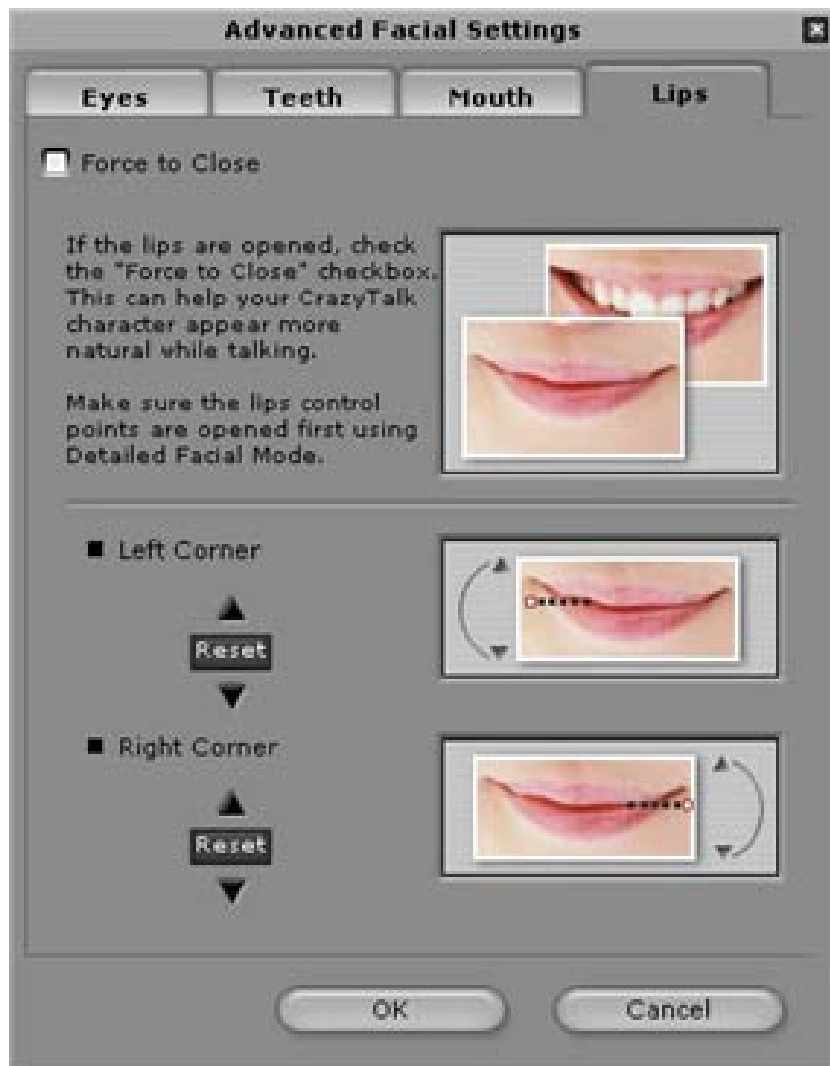 Advanced Facial Settings
Eyes Teeth Mouth Lips
Force to Close
If the lips are opened, check
the "Force to Close" checkbox.
This can help your CrazyTalk
character appear more
natural while talking.
Make sure the lips control
points are opened first using
Detailed Facial Mode.
Left Corner
Reset
Right Corner
Reset
OK Cancel